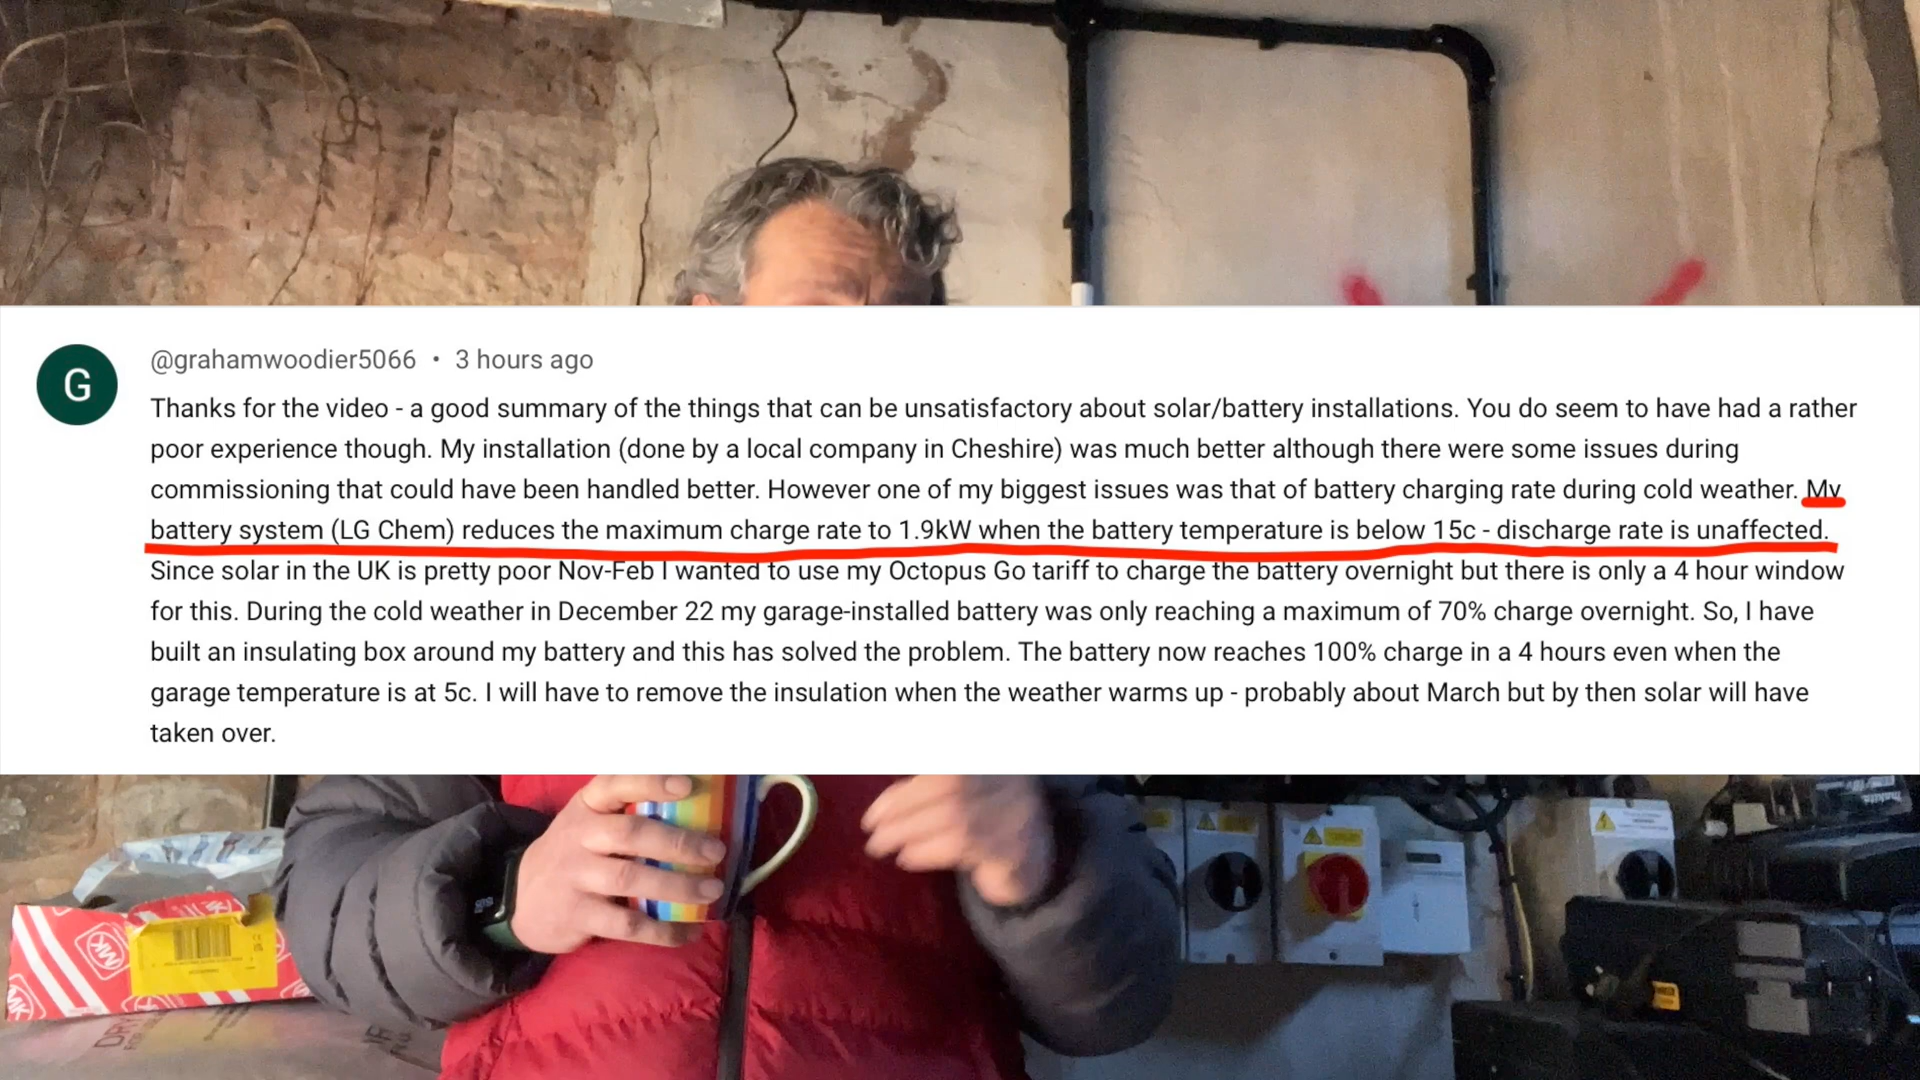 @grahamwoodier5066 • 3 hours ago
G
Thanks for the video - a good summary of the things that can be unsatisfactory about solar/battery installations. You do seem to have had a rather
poor experience though. My installation (done by a local company in Cheshire) was much better although there were some issues during
commissioning that could have been handled better. However one of my biggest issues was that of battery charging rate during cold weather. My
battery system (LG Chem) reduces the maximum charge rate to 1.9kW when the battery temperature is below 15c - discharge rate is unaffected.
Since solar in the UK is pretty poor Nov-Feb I wanted to use my Octopus Go tariff to charge the battery overnight but there is only a 4 hour window
for this. During the cold weather in December 22 my garage-installed battery was only reaching a maximum of 70% charge overnight. So, I have
built an insulating box around my battery and this has solved the problem. The battery now reaches 100% charge in a 4 hours even when the
garage temperature is at 5c. I will have to remove the insulation when the weather warms up - probably about March but by then solar will have
taken over.
MK
MK